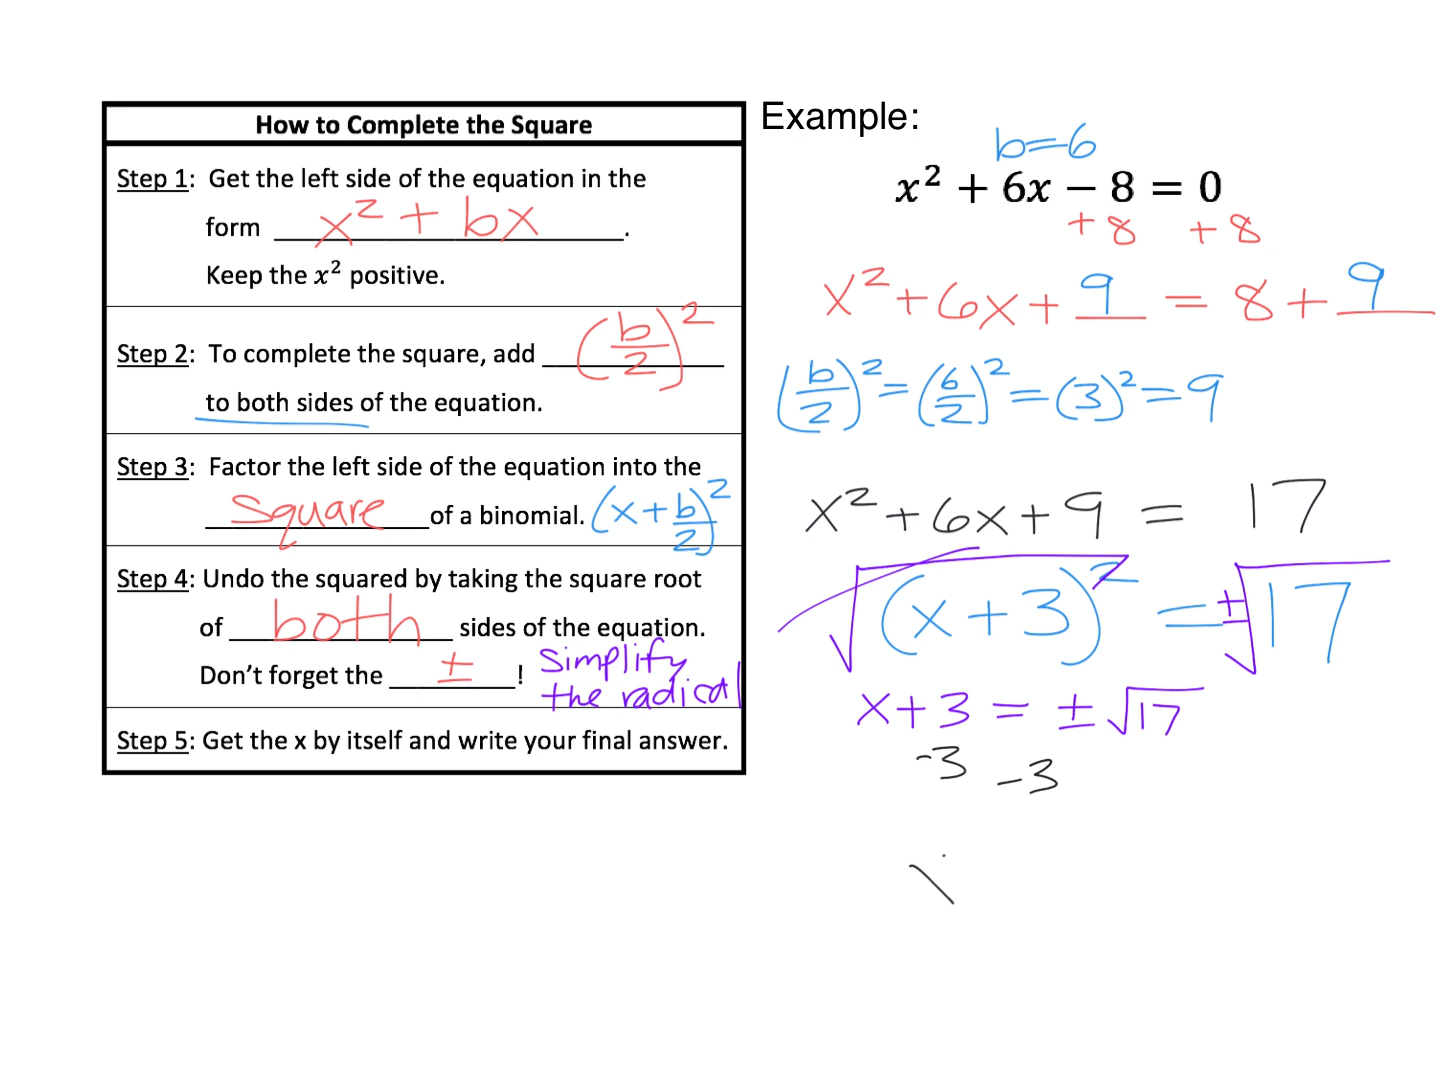 How to Complete the Square
Step 1: Get the left side of the equation in the
form x² + bx.
Keep the x² positive.
Step 2: To complete the square, add (b/2)²
to both sides of the equation.
Step 3: Factor the left side of the equation into the
square of a binomial. (x+b/2)²
Step 4: Undo the squared by taking the square root
of both sides of the equation.
Don't forget the ±! simplify
the radical
Step 5: Get the x by itself and write your final answer.
Example:
b=6
x² + 6x − 8 = 0
+8 +8
x²+6x+9 = 8+9
(b/2)²=(6/2)²=(3)²=9
x²+6x+9 = 17
√(x+3)² = ±√17
x+3 = ±√17
-3 -3